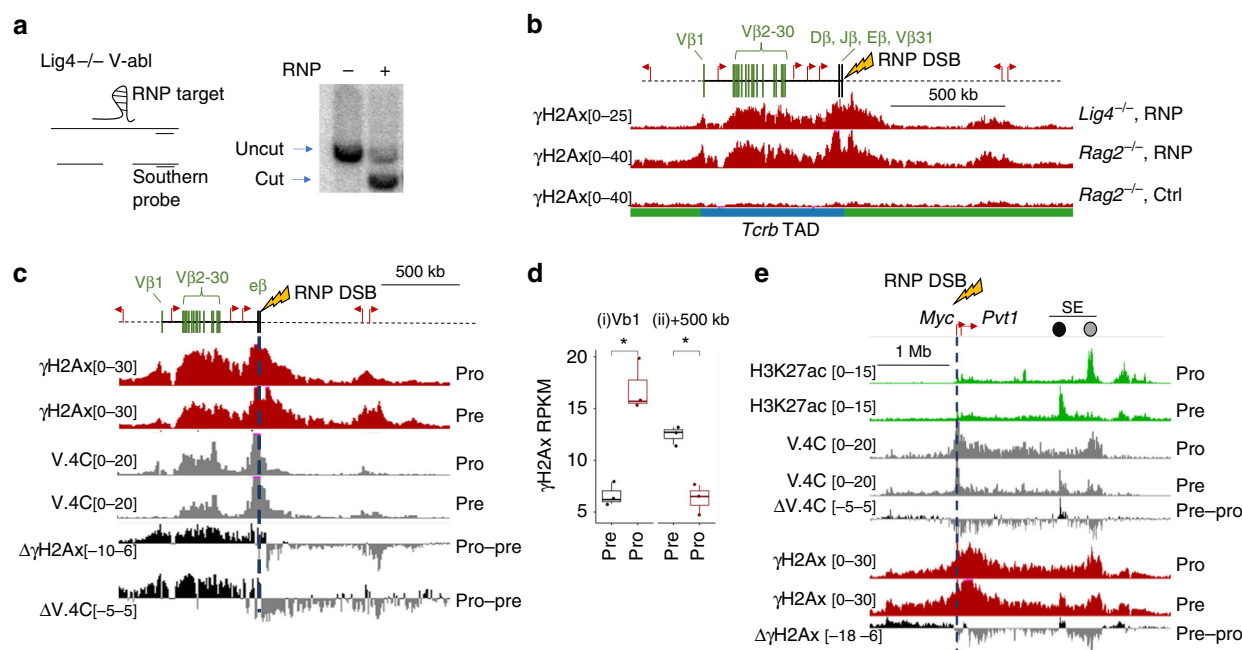 a
Lig4–/– V-abl
RNP target
Southern
probe
RNP – +
Uncut
Cut
b
Vβ1
Vβ2-30
Dβ, Jβ, Eβ, Vβ31
RNP DSB
500 kb
γH2Ax[0–25] Lig4–/–, RNP
γH2Ax[0–40] Rag2–/–, RNP
γH2Ax[0–40] Rag2–/–, Ctrl
Tcrb TAD
c
Vβ1
Vβ2-30
eβ
500 kb
RNP DSB
γH2Ax[0–30] Pro
γH2Ax[0–30] Pre
V.4C[0–20] Pro
V.4C[0–20] Pre
ΔγH2Ax[–10–6] Pro–pre
ΔV.4C[–5–5] Pro–pre
d
(i)Vb1 (ii)+500 kb
* *
γH2Ax RPKM
20
15
10
5
Pre Pro Pre Pro
e
RNP DSB
Myc Pvt1
SE
1 Mb
H3K27ac [0–15] Pro
H3K27ac [0–15] Pre
V.4C [0–20] Pro
V.4C [0–20] Pre
ΔV.4C [–5–5] Pre–pro
γH2Ax [0–30] Pro
γH2Ax [0–30] Pre
ΔγH2Ax [–18 –6] Pre–pro